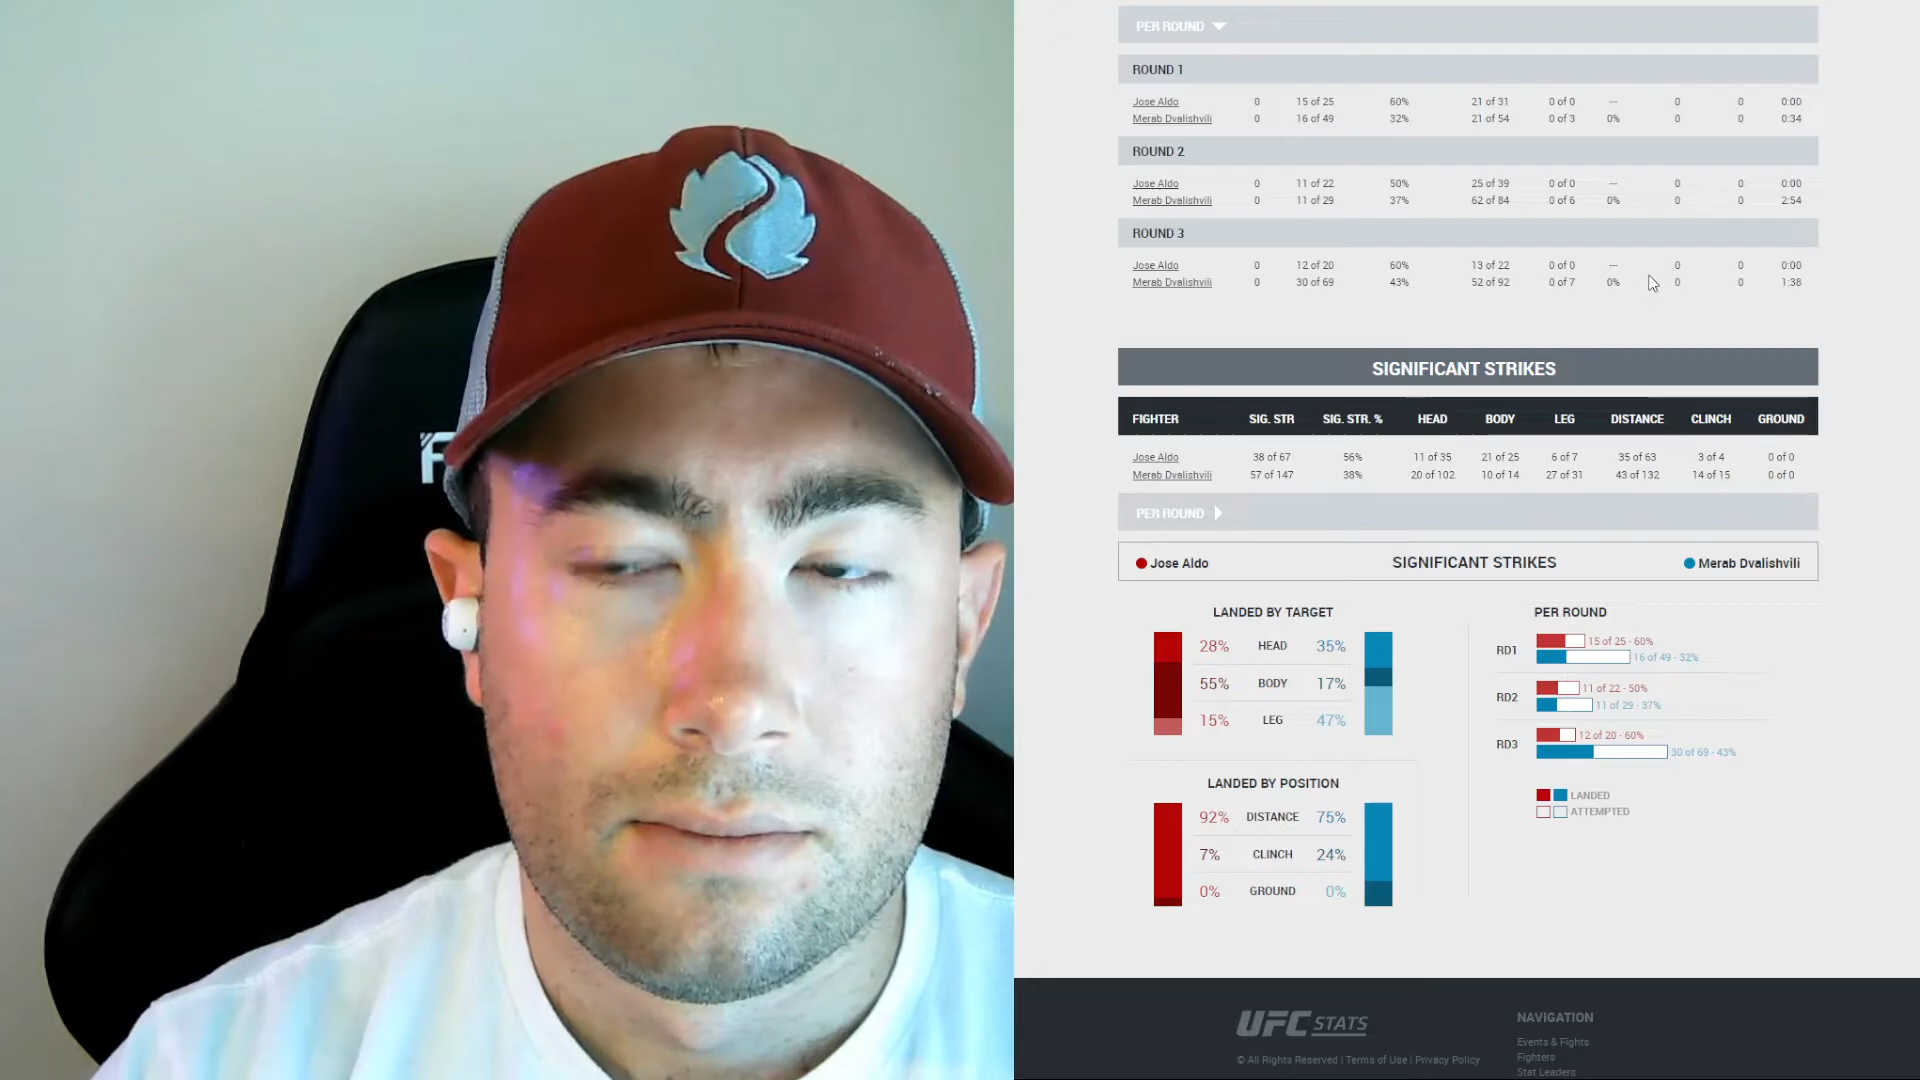 PER ROUND
ROUND 1
Jose Aldo 0 15 of 25 60% 21 of 31 0 of 0 --- 0 0 0:00
Merab Dvalishvili 0 16 of 49 32% 21 of 54 0 of 3 0% 0 0 0:34
ROUND 2
Jose Aldo 0 11 of 22 50% 25 of 39 0 of 0 --- 0 0 0:00
Merab Dvalishvili 0 11 of 29 37% 62 of 84 0 of 6 0% 0 0 2:54
ROUND 3
Jose Aldo 0 12 of 20 60% 13 of 22 0 of 0 --- 0 0 0:00
Merab Dvalishvili 0 30 of 69 43% 52 of 92 0 of 7 0% 0 0 1:38
SIGNIFICANT STRIKES
FIGHTER SIG. STR SIG. STR. % HEAD BODY LEG DISTANCE CLINCH GROUND
Jose Aldo 38 of 67 56% 11 of 35 21 of 25 6 of 7 35 of 63 3 of 4 0 of 0
Merab Dvalishvili 57 of 147 38% 20 of 102 10 of 14 27 of 31 43 of 132 14 of 15 0 of 0
PER ROUND
Jose Aldo SIGNIFICANT STRIKES Merab Dvalishvili
LANDED BY TARGET
28% HEAD 35%
55% BODY 17%
15% LEG 47%
LANDED BY POSITION
92% DISTANCE 75%
7% CLINCH 24%
0% GROUND 0%
PER ROUND
RD1
15 of 25 - 60%
16 of 49 - 32%
RD2
11 of 22 - 50%
11 of 29 - 37%
RD3
12 of 20 - 60%
30 of 69 - 43%
LANDED
ATTEMPTED
UFC STATS
© All Rights Reserved | Terms of Use | Privacy Policy
NAVIGATION
Events & Fights
Fighters
Stat Leaders